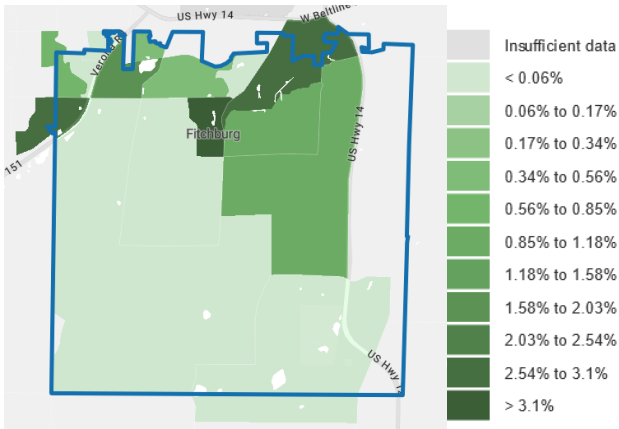 US Hwy 14
W Beltline
Verona R
Fitchburg
US Hwy 14
151
US Hwy 1
Insufficient data
< 0.06%
0.06% to 0.17%
0.17% to 0.34%
0.34% to 0.56%
0.56% to 0.85%
0.85% to 1.18%
1.18% to 1.58%
1.58% to 2.03%
2.03% to 2.54%
2.54% to 3.1%
> 3.1%